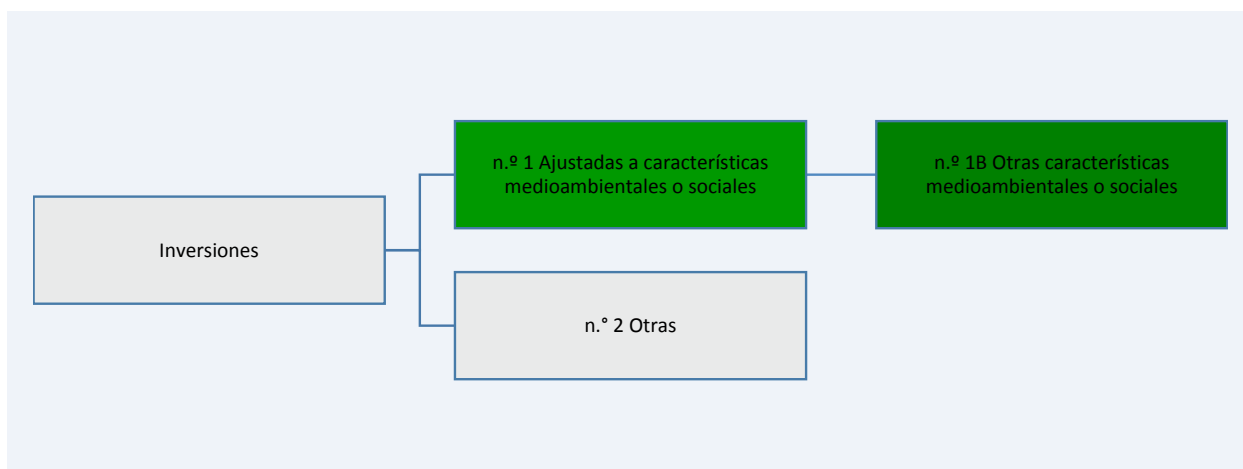 n.º 1 Ajustadas a características
medioambientales o sociales
n.º 1B Otras características
medioambientales o sociales
Inversiones
n.° 2 Otras